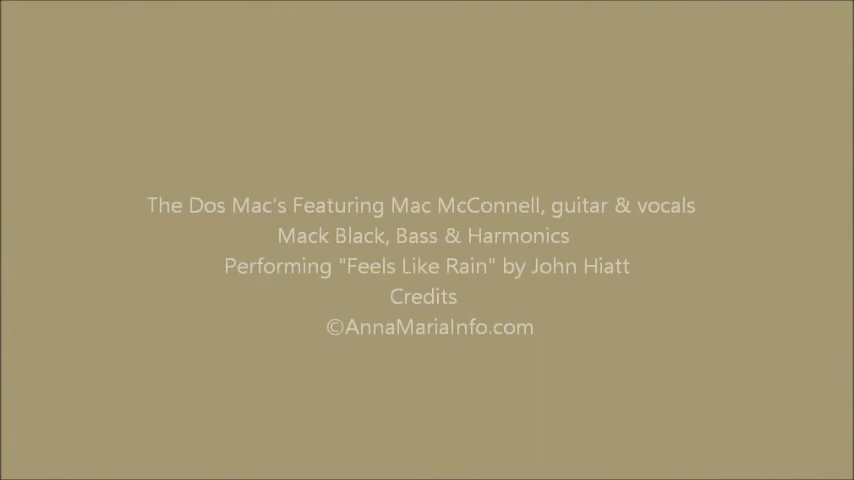 The Dos Mac's Featuring Mac McConnell, guitar & vocals
Mack Black, Bass & Harmonics
Performing "Feels Like Rain" by John Hiatt
Credits
©AnnaMariaInfo.com